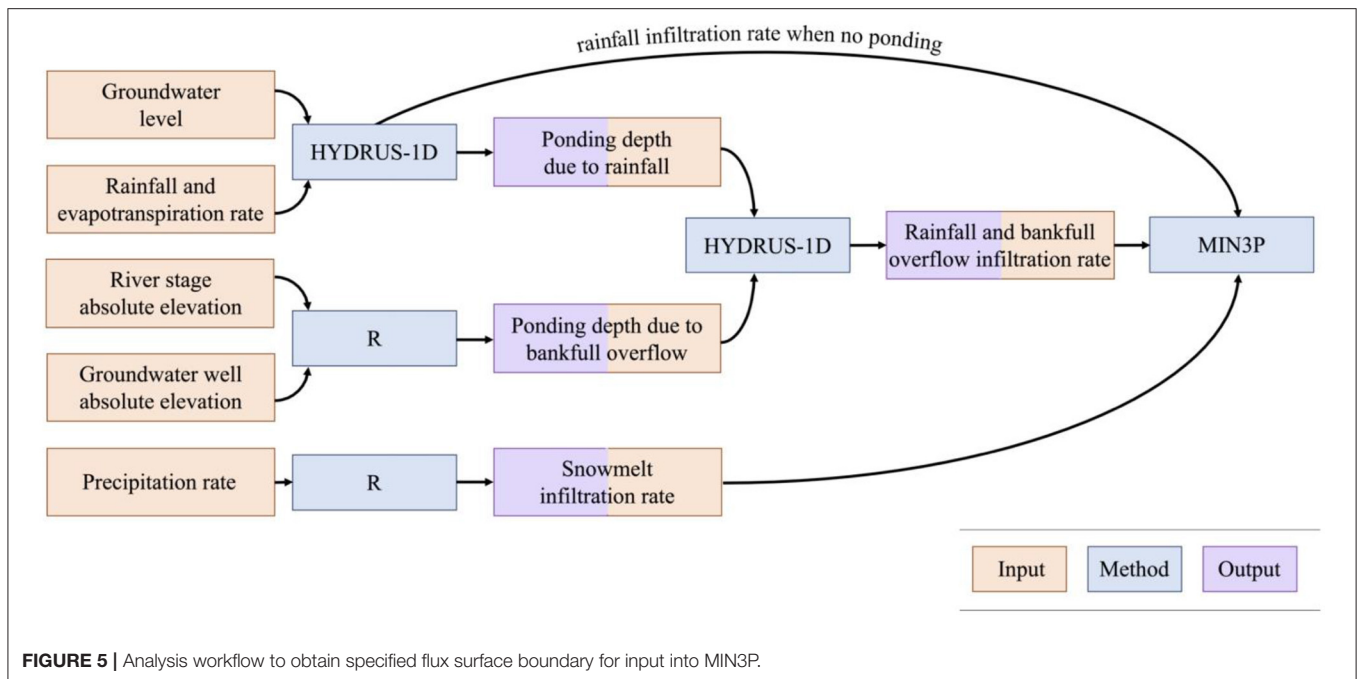 rainfall infiltration rate when no ponding
Groundwater
level
Rainfall and
evapotranspiration rate
HYDRUS-1D
Ponding depth
due to rainfall
River stage
absolute elevation
Groundwater well
absolute elevation
R
Ponding depth due to
bankfull overflow
HYDRUS-1D
Rainfall and bankfull
overflow infiltration rate
MIN3P
Precipitation rate
R
Snowmelt
infiltration rate
Input
Method
Output
FIGURE 5 | Analysis workflow to obtain specified flux surface boundary for input into MIN3P.